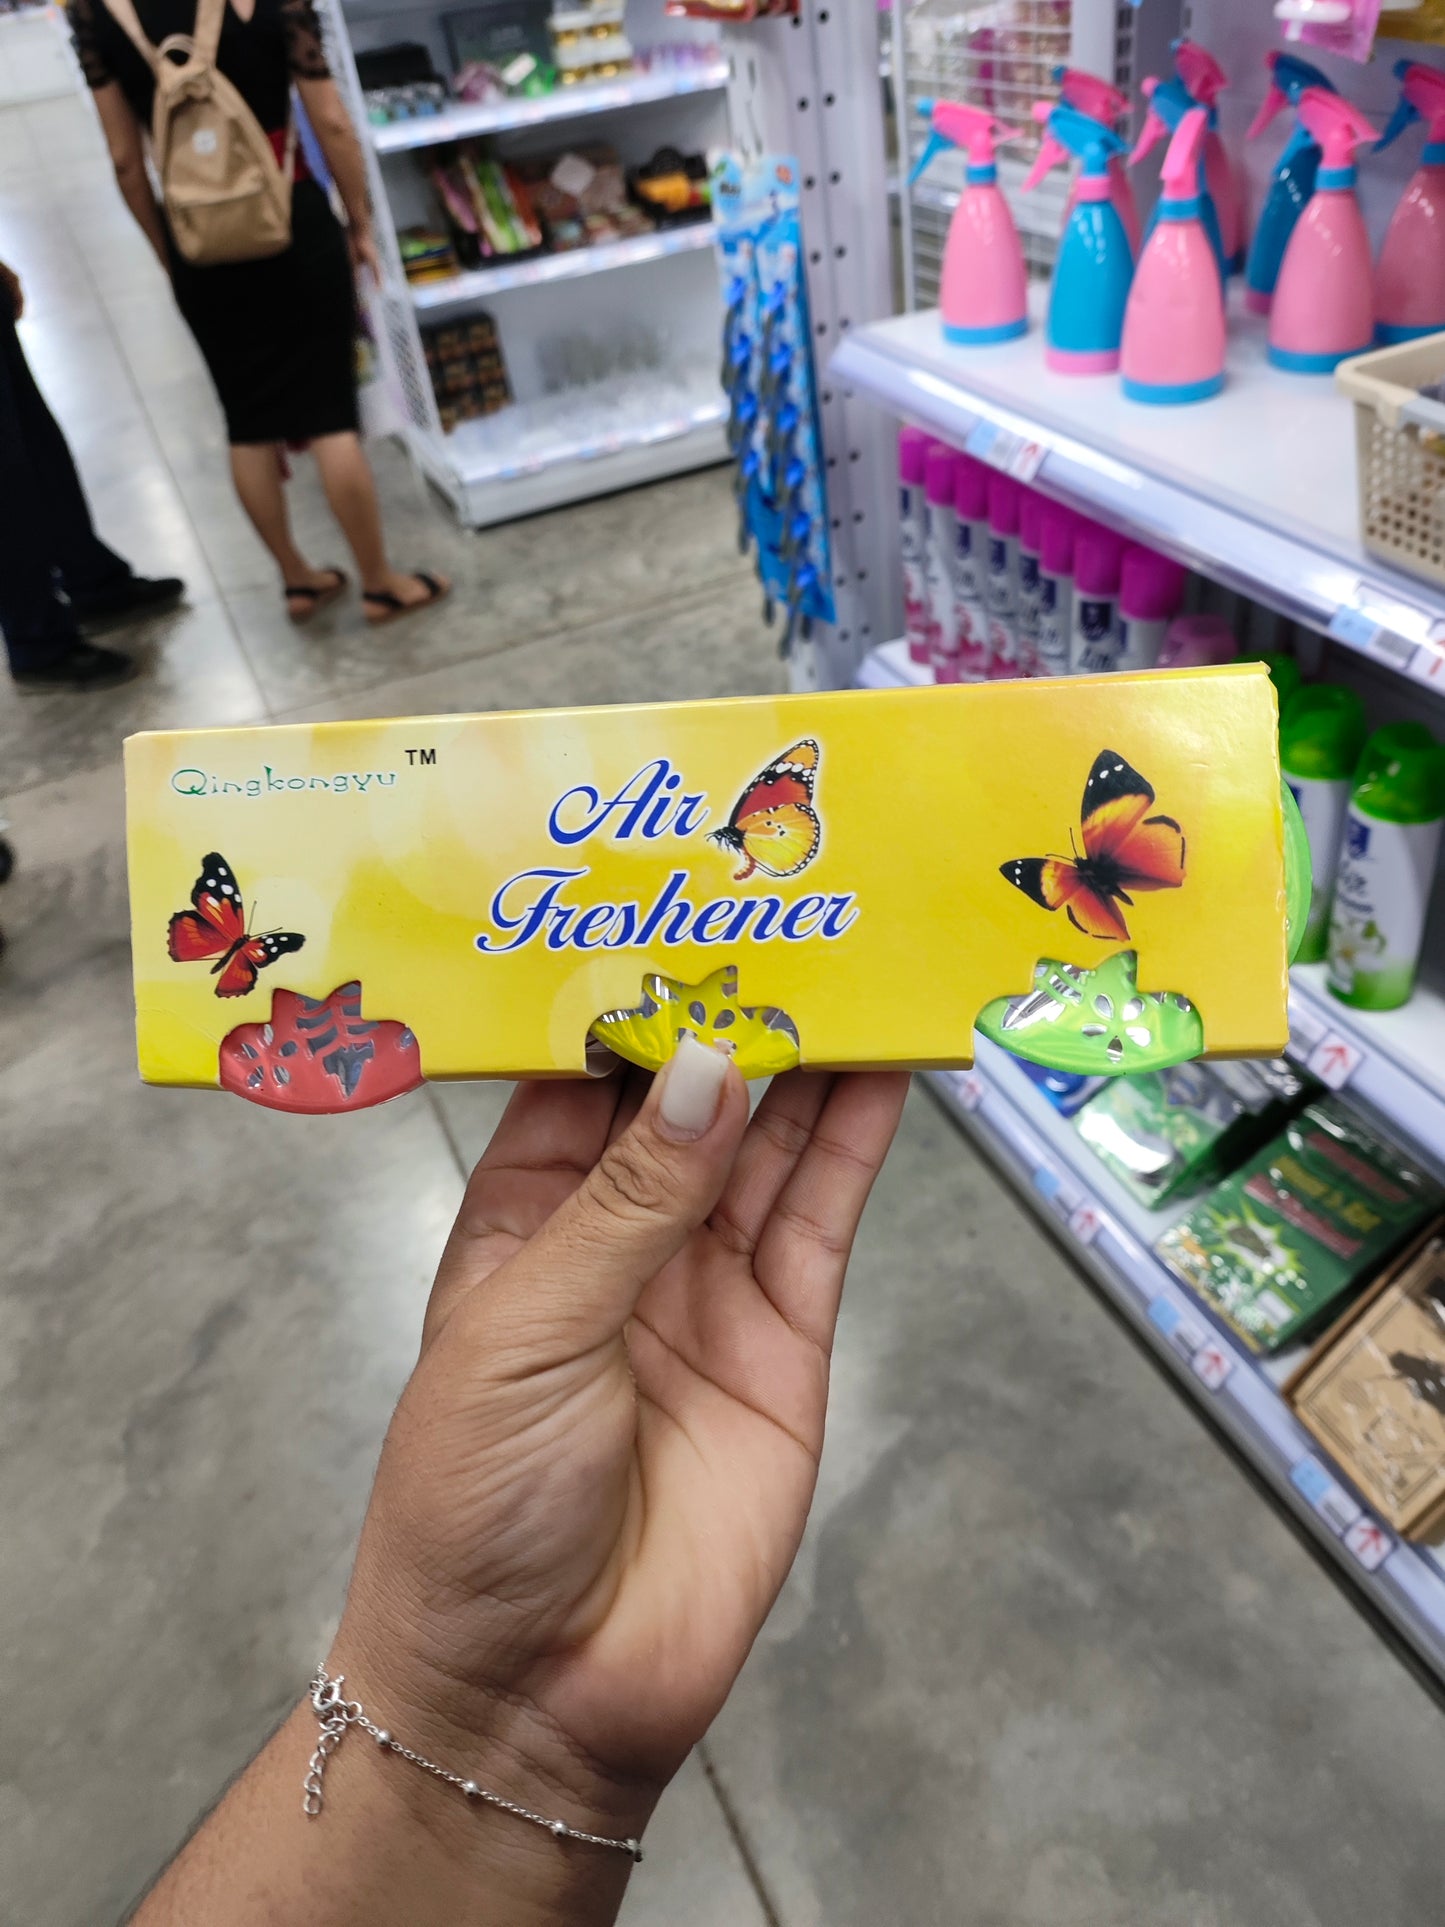 Qingkongyu TM
Air
Freshener